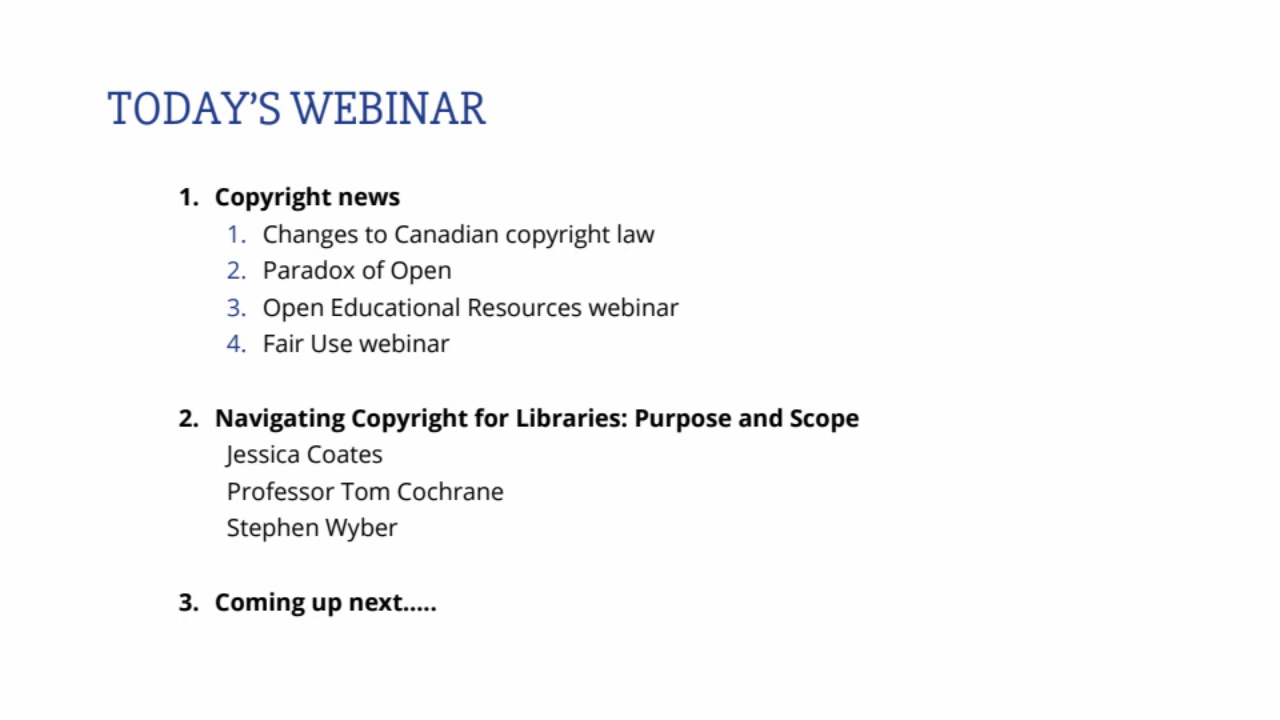 TODAY’S WEBINAR
1. Copyright news
1. Changes to Canadian copyright law
2. Paradox of Open
3. Open Educational Resources webinar
4. Fair Use webinar
2. Navigating Copyright for Libraries: Purpose and Scope
Jessica Coates
Professor Tom Cochrane
Stephen Wyber
3. Coming up next.....